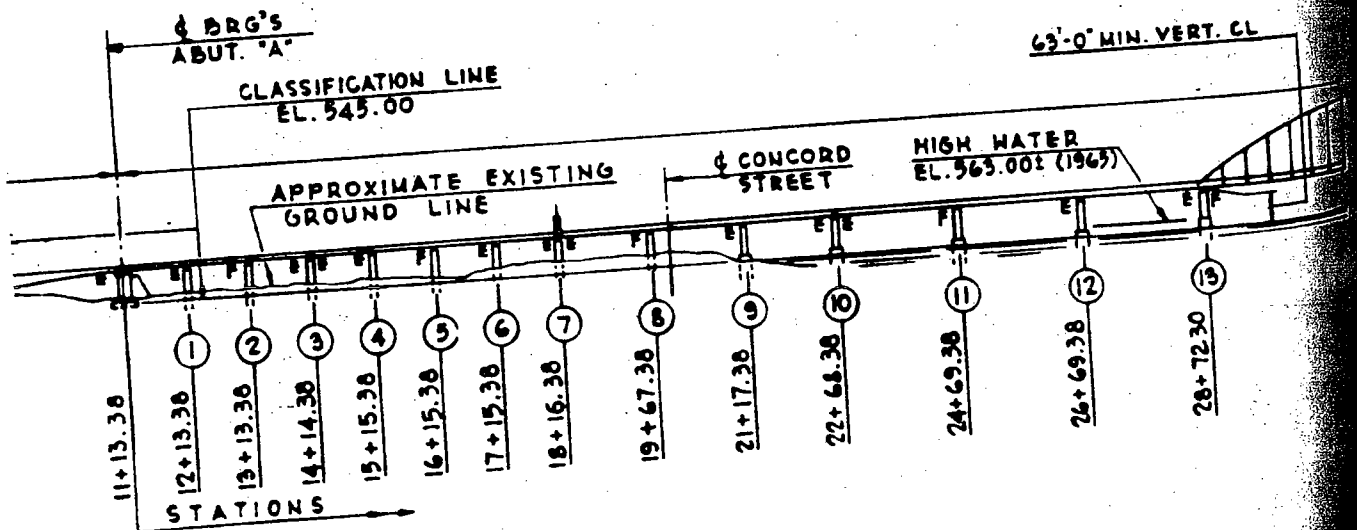 ℄ BRG'S
ABUT. "A"
63'-0" MIN. VERT. CL
CLASSIFICATION LINE
EL. 545.00
APPROXIMATE EXISTING
GROUND LINE
℄ CONCORD
STREET
HIGH WATER
EL. 563.00± (1965)
E E F E E E E F E E E E E F E E F
1 2 3 4 5 6 7 8 9 10 11 12 13
11+13.38
12+13.38
13+13.38
14+14.38
15+15.38
16+15.38
17+15.38
18+16.38
19+67.38
21+17.38
22+68.38
24+69.38
26+69.38
28+72.30
STATIONS